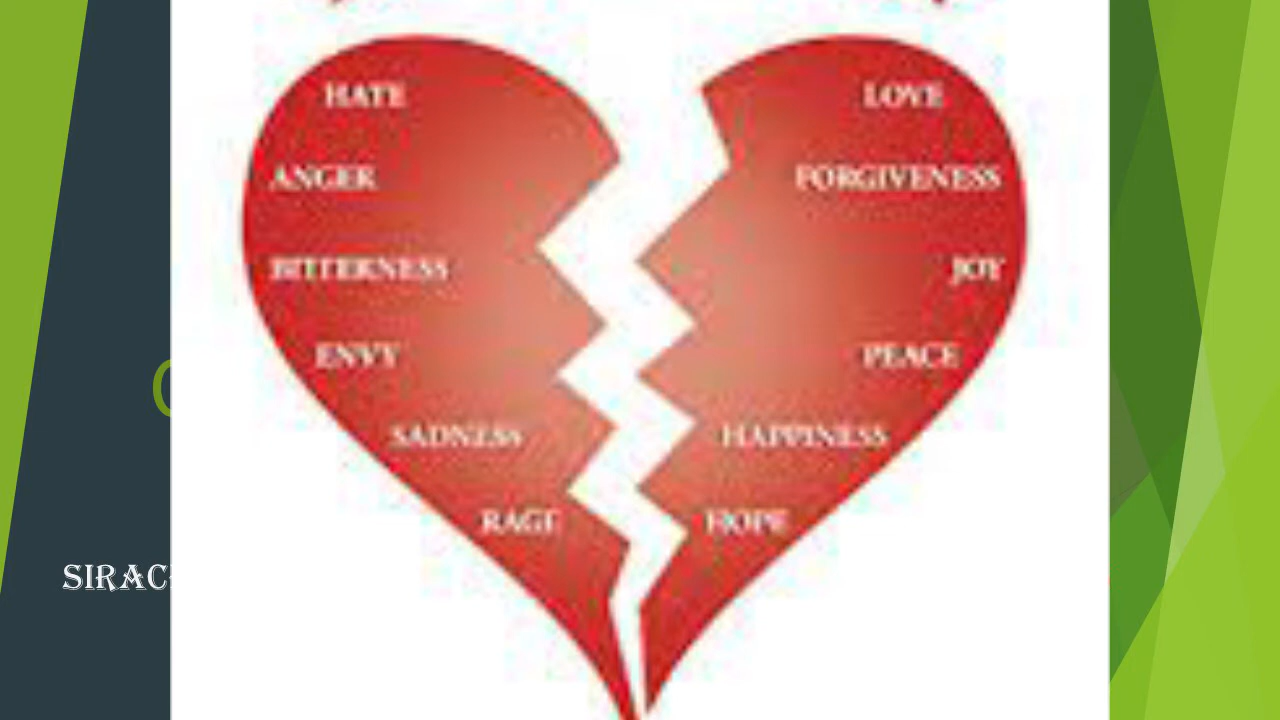 HATE
LOVE
ANGER
FORGIVENESS
BITTERNESS
JOY
ENVY
PEACE
SADNESS
HAPPINESS
RAGE
HOPE